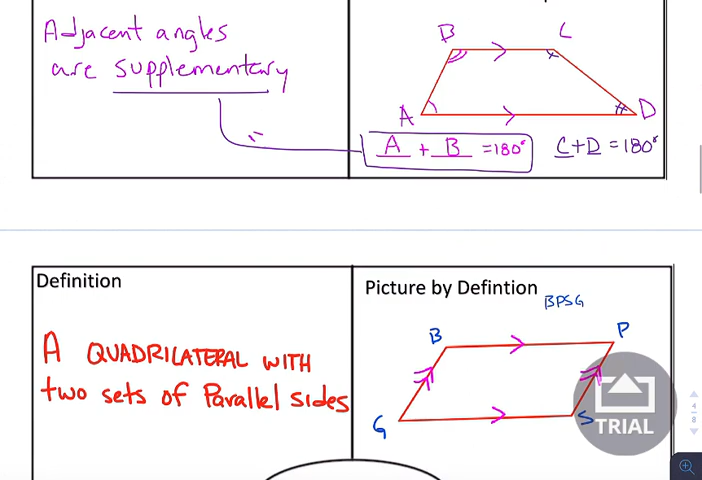 Adjacent angles
are supplementary
B C
A D
A + B = 180°
C + D = 180°
Definition
Picture by Defintion
BPSG
A QUADRILATERAL WITH
two sets of Parallel sides
B P
G S
TRIAL